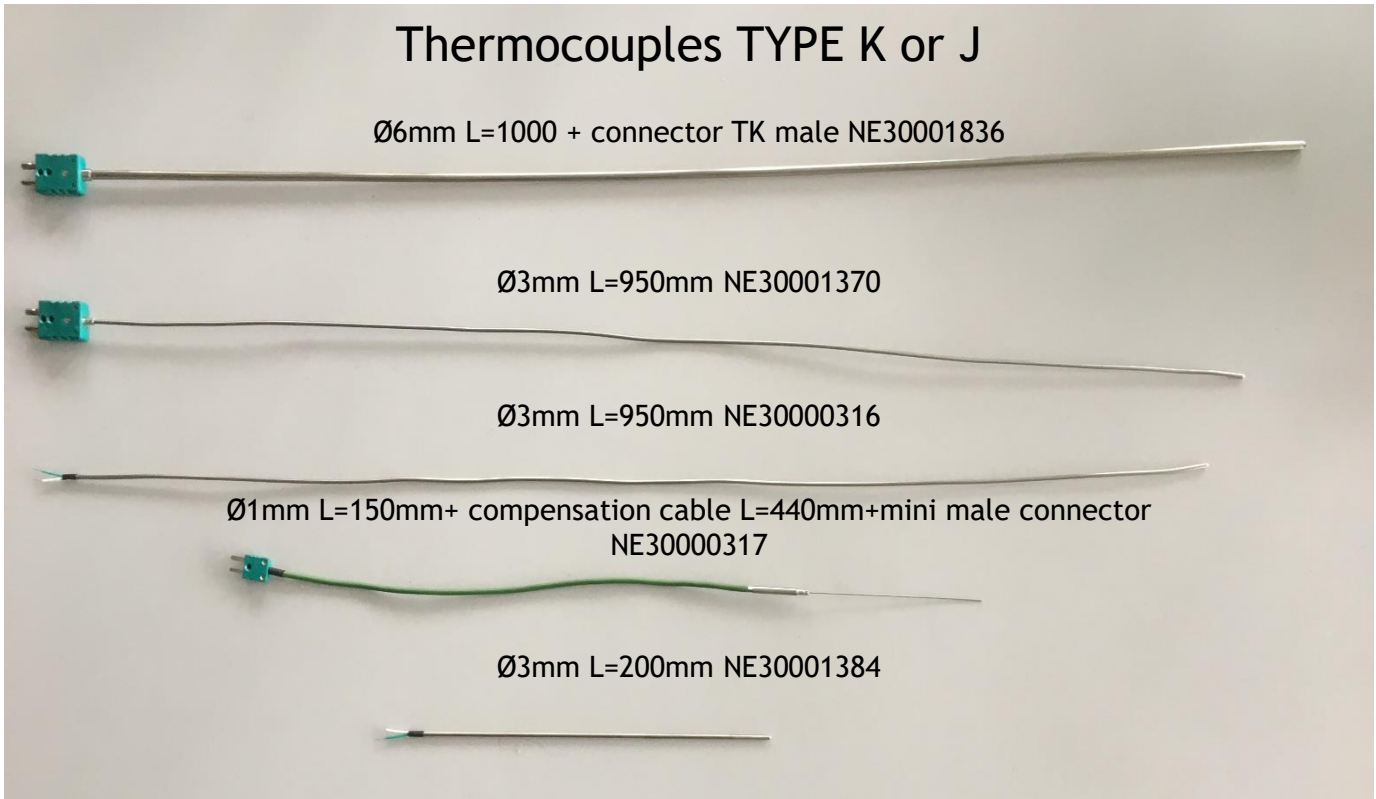 Thermocouples TYPE K or J
Ø6mm L=1000 + connector TK male NE30001836
Ø3mm L=950mm NE30001370
Ø3mm L=950mm NE30000316
Ø1mm L=150mm+ compensation cable L=440mm+mini male connector
NE30000317
Ø3mm L=200mm NE30001384